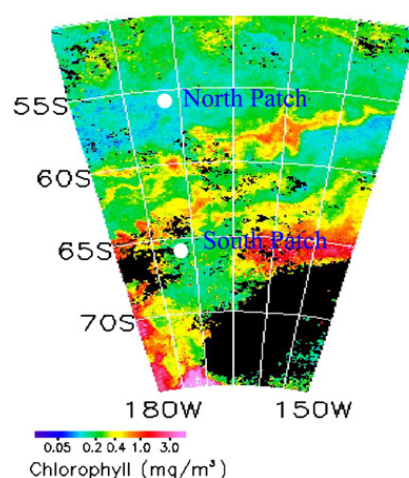 55S
North Patch
60S
South Patch
65S
70S
180W 150W
0.05 0.2 0.4 1.0 3.0
Chlorophyll (mg/m³)